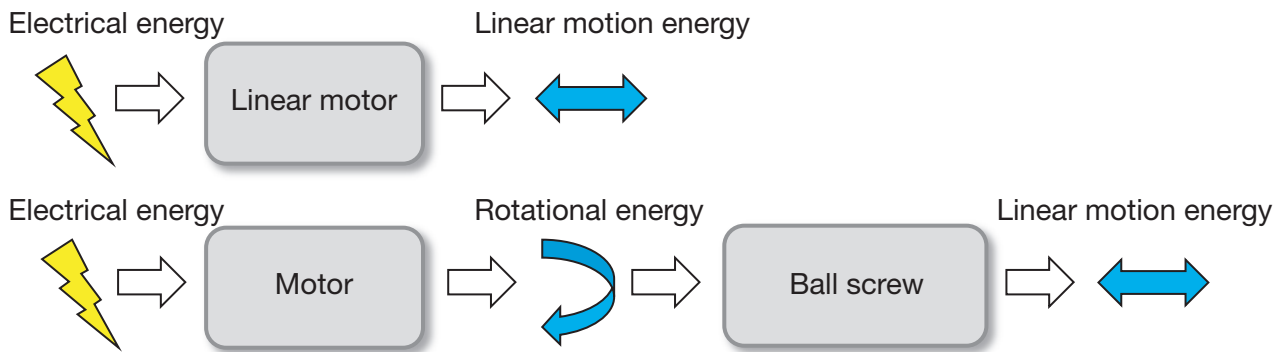 Electrical energy
Linear motion energy
Linear motor
Electrical energy
Rotational energy
Linear motion energy
Motor
Ball screw